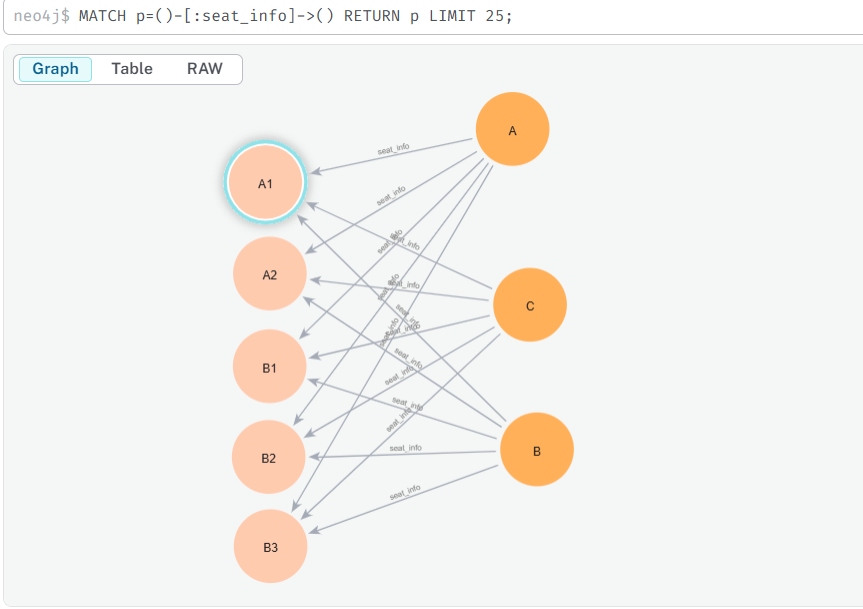 neo4j$ MATCH p=()-[:seat_info]->() RETURN p LIMIT 25;
Graph Table RAW
A
seat_info
A1
seat_info
seat_info
seat_info
A2
seat_info
seat_info
C
seat_info
seat_info
seat_info
seat_info
B1
seat_info
seat_info
seat_info
seat_info
B
B2
seat_info
B3